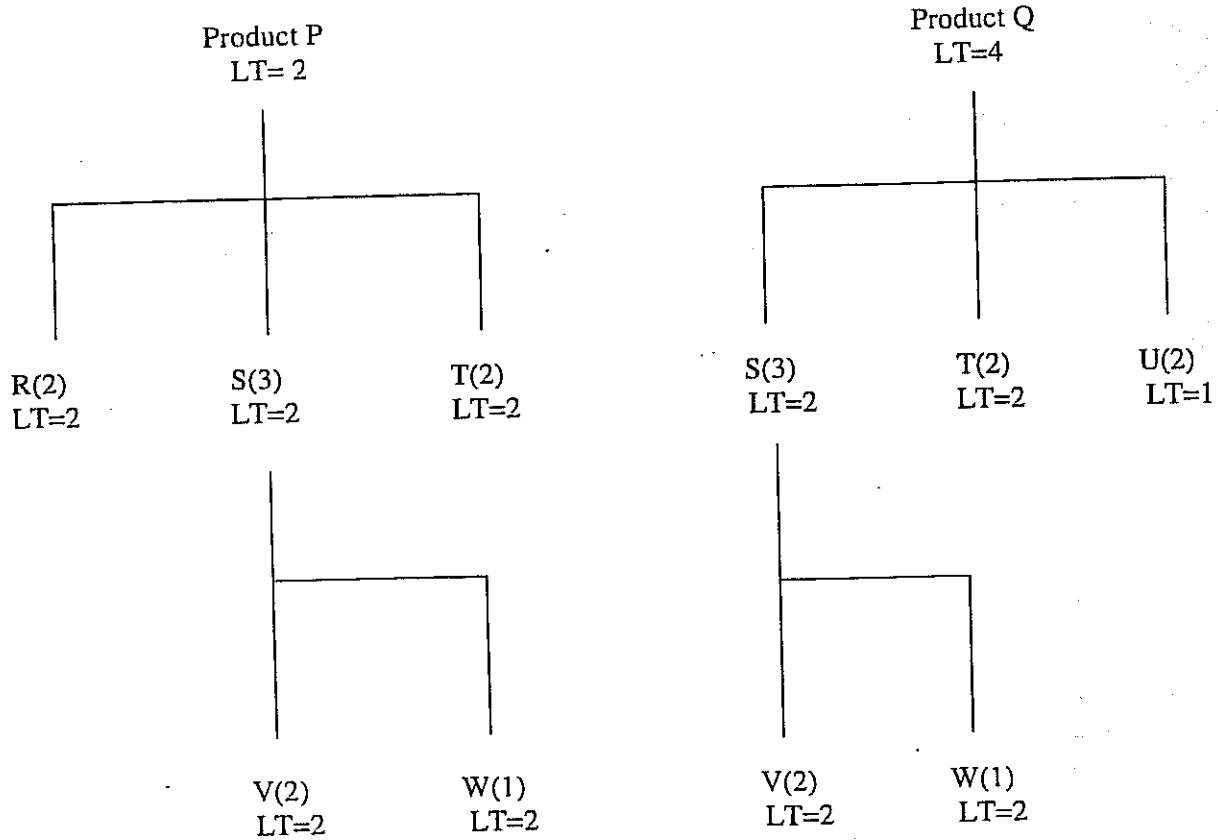 Product P
LT= 2
Product Q
LT=4
R(2)
LT=2
S(3)
LT=2
T(2)
LT=2
S(3)
LT=2
T(2)
LT=2
U(2)
LT=1
V(2)
LT=2
W(1)
LT=2
V(2)
LT=2
W(1)
LT=2